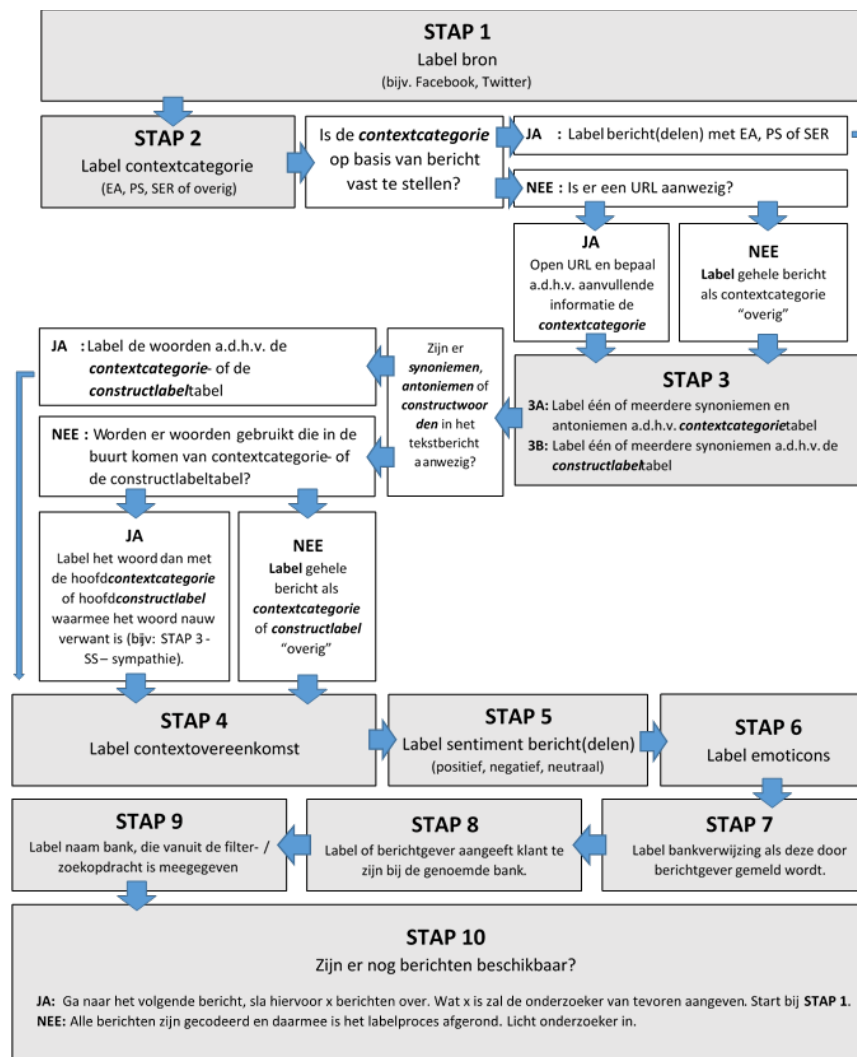 STAP 1
Label bron
(bijv. Facebook, Twitter)
STAP 2
Label contextcategorie
(EA, PS, SER of overig)
Is de contextcategorie
op basis van bericht
vast te stellen?
JA : Label bericht(delen) met EA, PS of SER
NEE : Is er een URL aanwezig?
JA
Open URL en bepaal
a.d.h.v. aanvullende
informatie de
contextcategorie
NEE
Label gehele bericht
als contextcategorie
“overig”
STAP 3
3A: Label één of meerdere synoniemen en
antoniemen a.d.h.v. contextcategorietabel
3B: Label één of meerdere synoniemen a.d.h.v. de
constructlabeltabel
Zijn er
synoniemen,
antoniemen of
constructwoor
den in het
tekstbericht
aanwezig?
JA : Label de woorden a.d.h.v. de
contextcategorie- of de
constructlabeltabel
NEE : Worden er woorden gebruikt die in de
buurt komen van contextcategorie- of
de constructlabeltabel?
JA
Label het woord dan met
de hoofdcontextcategorie
of hoofdconstructlabel
waarmee het woord nauw
verwant is (bijv: STAP 3 -
SS – sympathie).
NEE
Label gehele
bericht als
contextcategorie
of constructlabel
“overig”
STAP 4
Label contextovereenkomst
STAP 5
Label sentiment bericht(delen)
(positief, negatief, neutraal)
STAP 6
Label emoticons
STAP 7
Label bankverwijzing als deze door
berichtgever gemeld wordt.
STAP 8
Label of berichtgever aangeeft klant te
zijn bij de genoemde bank.
STAP 9
Label naam bank, die vanuit de filter- /
zoekopdracht is meegegeven
STAP 10
Zijn er nog berichten beschikbaar?
JA: Ga naar het volgende bericht, sla hiervoor x berichten over. Wat x is zal de onderzoeker van tevoren aangeven. Start bij STAP 1.
NEE: Alle berichten zijn gecodeerd en daarmee is het labelproces afgerond. Licht onderzoeker in.